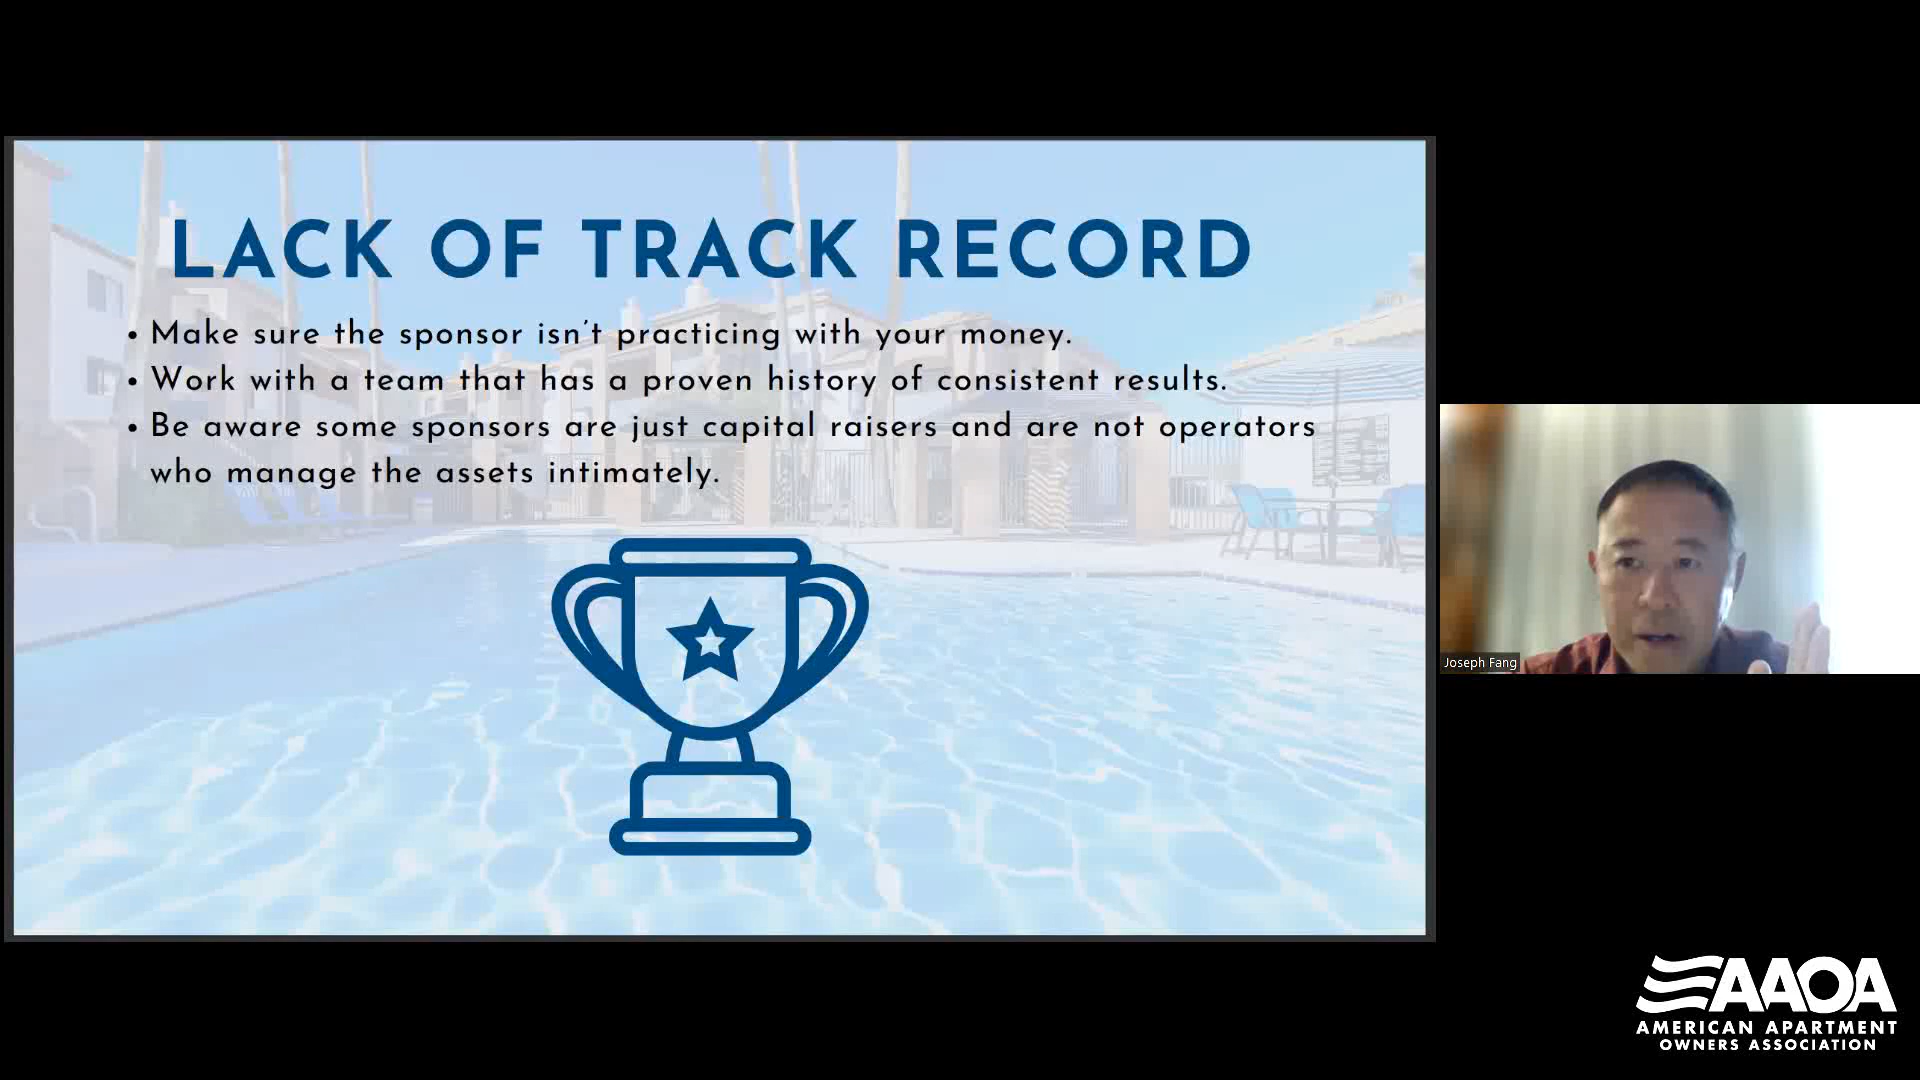 LACK OF TRACK RECORD
• Make sure the sponsor isn't practicing with your money.
• Work with a team that has a proven history of consistent results.
• Be aware some sponsors are just capital raisers and are not operators
who manage the assets intimately.
Joseph Fang
AAOA
AMERICAN APARTMENT
OWNERS ASSOCIATION